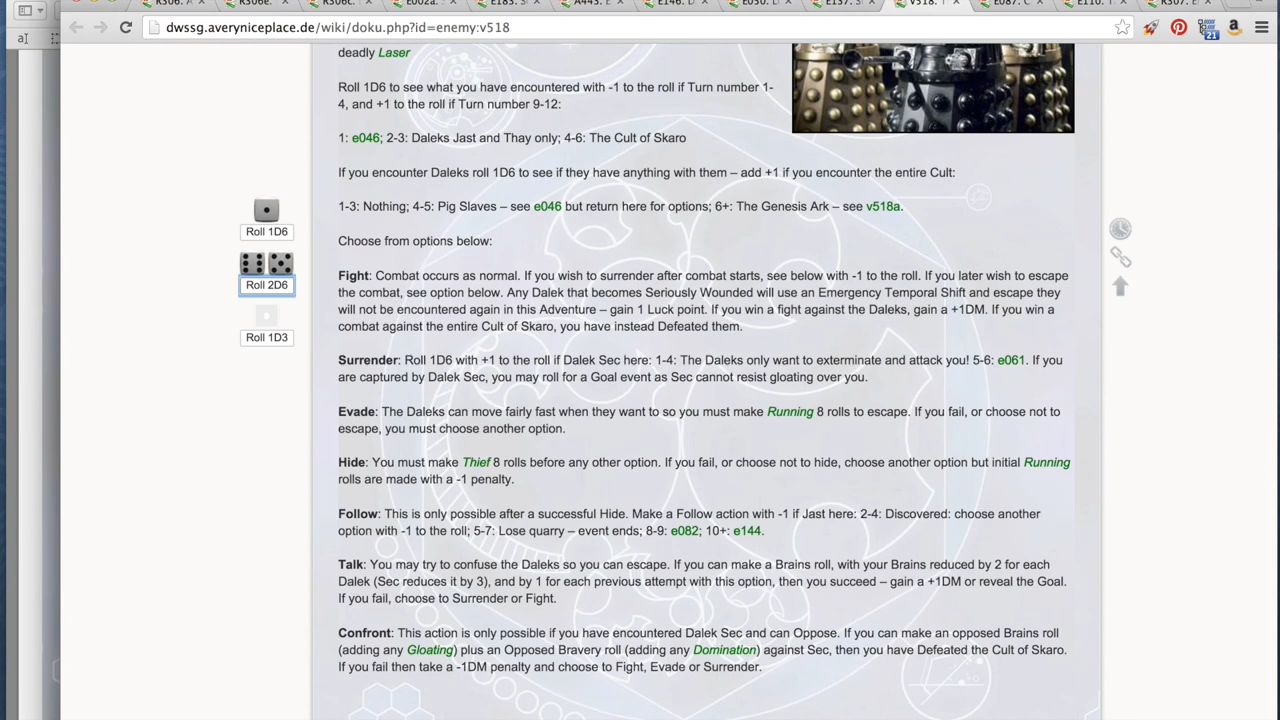 R306. A
R306e.
R306c.
E002a.
E183. S
A443. E
E146. D
E050. L
E137. S
V518. T
E087. C
E110. T
R307. E
dwssg.averyniceplace.de/wiki/doku.php?id=enemy:v518
21
deadly Laser
Roll 1D6 to see what you have encountered with -1 to the roll if Turn number 1-
4, and +1 to the roll if Turn number 9-12:
1: e046; 2-3: Daleks Jast and Thay only; 4-6: The Cult of Skaro
If you encounter Daleks roll 1D6 to see if they have anything with them – add +1 if you encounter the entire Cult:
1-3: Nothing; 4-5: Pig Slaves – see e046 but return here for options; 6+: The Genesis Ark – see v518a.
Roll 1D6
Choose from options below:
Roll 2D6
Roll 1D3
Fight: Combat occurs as normal. If you wish to surrender after combat starts, see below with -1 to the roll. If you later wish to escape
the combat, see option below. Any Dalek that becomes Seriously Wounded will use an Emergency Temporal Shift and escape they
will not be encountered again in this Adventure – gain 1 Luck point. If you win a fight against the Daleks, gain a +1DM. If you win a
combat against the entire Cult of Skaro, you have instead Defeated them.
Surrender: Roll 1D6 with +1 to the roll if Dalek Sec here: 1-4: The Daleks only want to exterminate and attack you! 5-6: e061. If you
are captured by Dalek Sec, you may roll for a Goal event as Sec cannot resist gloating over you.
Evade: The Daleks can move fairly fast when they want to so you must make Running 8 rolls to escape. If you fail, or choose not to
escape, you must choose another option.
Hide: You must make Thief 8 rolls before any other option. If you fail, or choose not to hide, choose another option but initial Running
rolls are made with a -1 penalty.
Follow: This is only possible after a successful Hide. Make a Follow action with -1 if Jast here: 2-4: Discovered: choose another
option with -1 to the roll; 5-7: Lose quarry – event ends; 8-9: e082; 10+: e144.
Talk: You may try to confuse the Daleks so you can escape. If you can make a Brains roll, with your Brains reduced by 2 for each
Dalek (Sec reduces it by 3), and by 1 for each previous attempt with this option, then you succeed – gain a +1DM or reveal the Goal.
If you fail, choose to Surrender or Fight.
Confront: This action is only possible if you have encountered Dalek Sec and can Oppose. If you can make an opposed Brains roll
(adding any Gloating) plus an Opposed Bravery roll (adding any Domination) against Sec, then you have Defeated the Cult of Skaro.
If you fail then take a -1DM penalty and choose to Fight, Evade or Surrender.